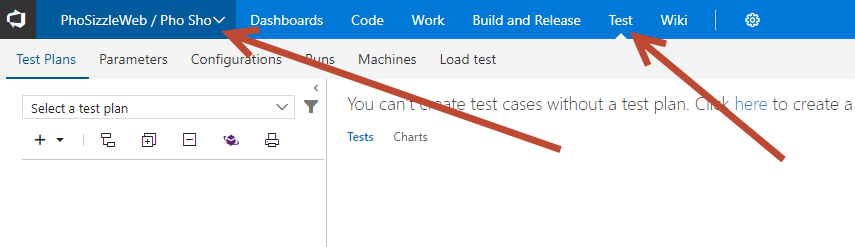 PhoSizzleWeb / Pho Sho Dashboards Code Work Build and Release Test Wiki
Test Plans Parameters Configurations Runs Machines Load test
Select a test plan
You can't create test cases without a test plan. Click here to create a
Tests Charts